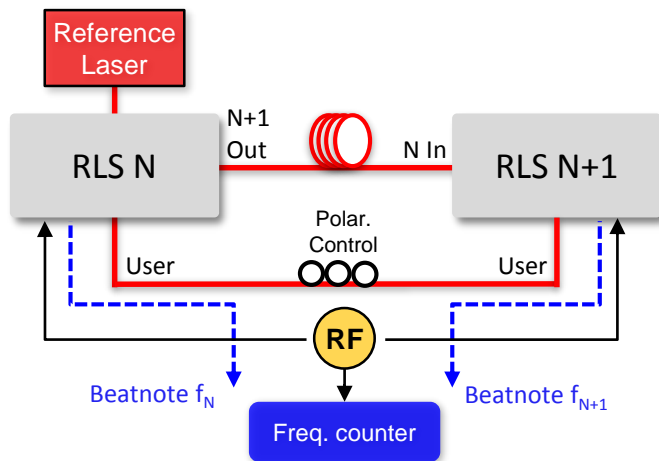 Reference
Laser
N+1
Out
N In
RLS N
RLS N+1
Polar.
Control
User
User
RF
Beatnote f_N
Beatnote f_{N+1}
Freq. counter